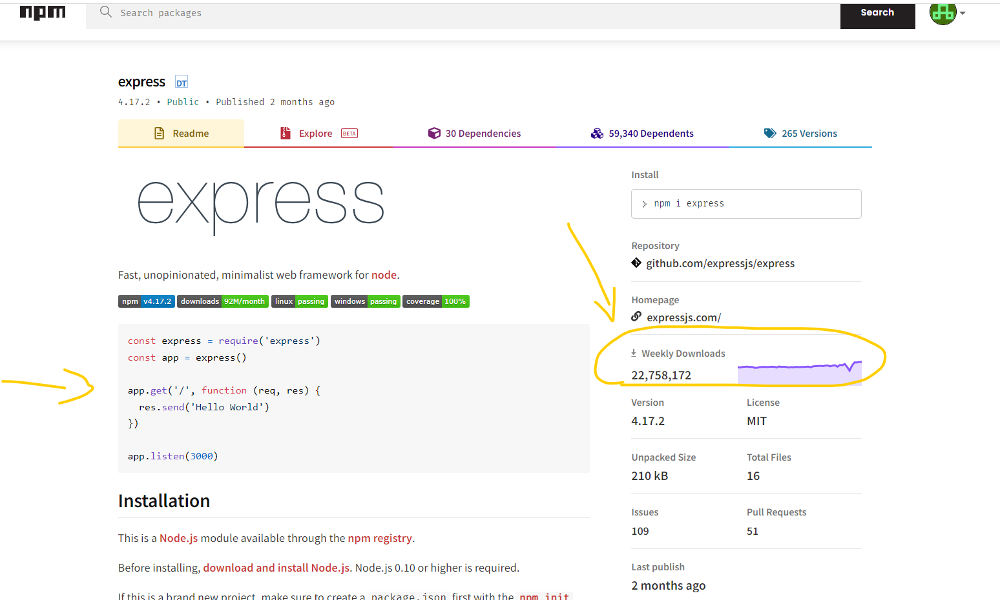 npm
Search packages
Search
express DT
4.17.2 • Public • Published 2 months ago
Readme
Explore BETA
30 Dependencies
59,340 Dependents
265 Versions
express
Fast, unopinionated, minimalist web framework for node.
npm v4.17.2 downloads 92M/month linux passing windows passing coverage 100%
const express = require('express')
const app = express()
app.get('/', function (req, res) {
  res.send('Hello World')
})
app.listen(3000)
Installation
This is a Node.js module available through the npm registry.
Before installing, download and install Node.js. Node.js 0.10 or higher is required.
If this is a brand new project, make sure to create a package.json first with the npm init
Install
> npm i express
Repository
github.com/expressjs/express
Homepage
expressjs.com/
Weekly Downloads
22,758,172
Version License
4.17.2 MIT
Unpacked Size Total Files
210 kB 16
Issues Pull Requests
109 51
Last publish
2 months ago